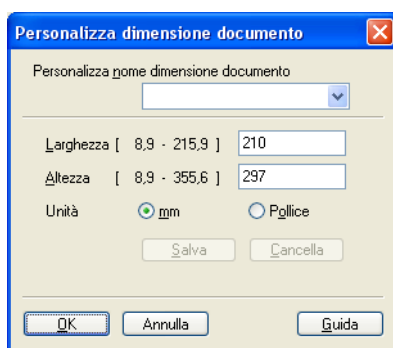 Personalizza dimensione documento
Personalizza nome dimensione documento
Larghezza [ 8,9 - 215,9 ] 210
Altezza [ 8,9 - 355,6 ] 297
Unità mm Pollice
Salva Cancella
OK Annulla Guida